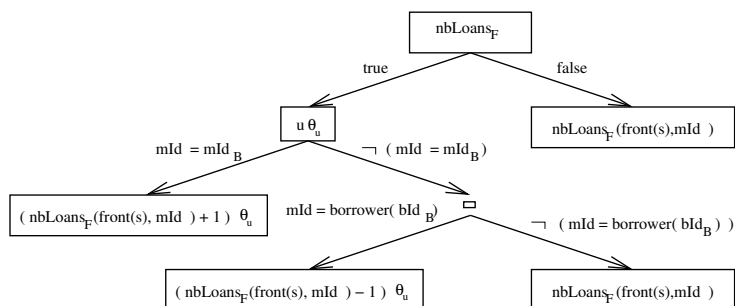 nbLoans_F
true
false
u θ_u
nbLoans_F (front(s),mId )
mId = mId_B
¬ ( mId = mId_B )
( nbLoans_F (front(s), mId ) + 1 ) θ_u
mId = borrower( bId_B )
¬ ( mId = borrower( bId_B ) )
( nbLoans_F (front(s), mId ) − 1 ) θ_u
nbLoans_F (front(s),mId )